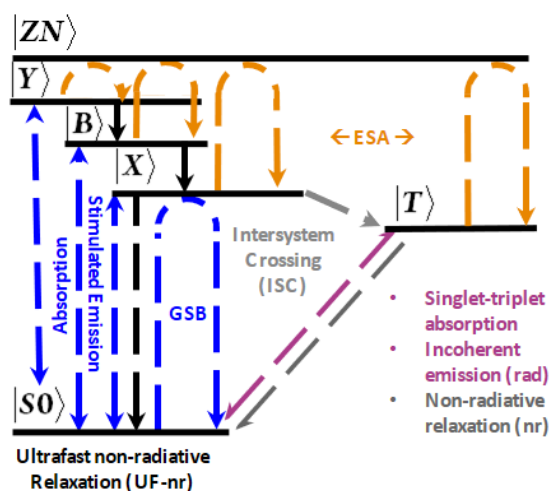 |ZN⟩
|Y⟩
|B⟩
|X⟩
← ESA →
|T⟩
Absorption
Stimulated Emission
GSB
Intersystem
Crossing
(ISC)
|S0⟩
• Singlet-triplet
absorption
• Incoherent
emission (rad)
• Non-radiative
relaxation (nr)
Ultrafast non-radiative
Relaxation (UF-nr)